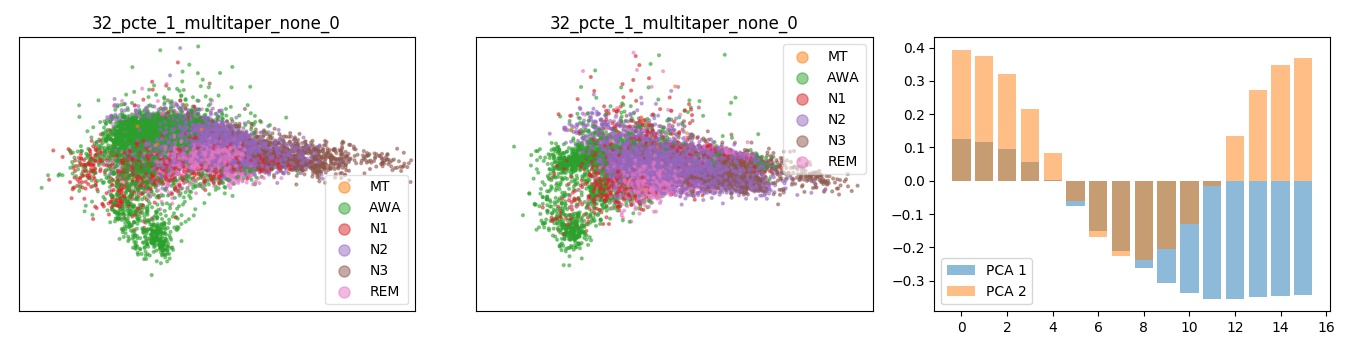 32_pcte_1_multitaper_none_0
MT
AWA
N1
N2
N3
REM
32_pcte_1_multitaper_none_0
MT
AWA
N1
N2
N3
REM
0.4
0.3
0.2
0.1
0.0
−0.1
−0.2
−0.3
PCA 1
PCA 2
0 2 4 6 8 10 12 14 16